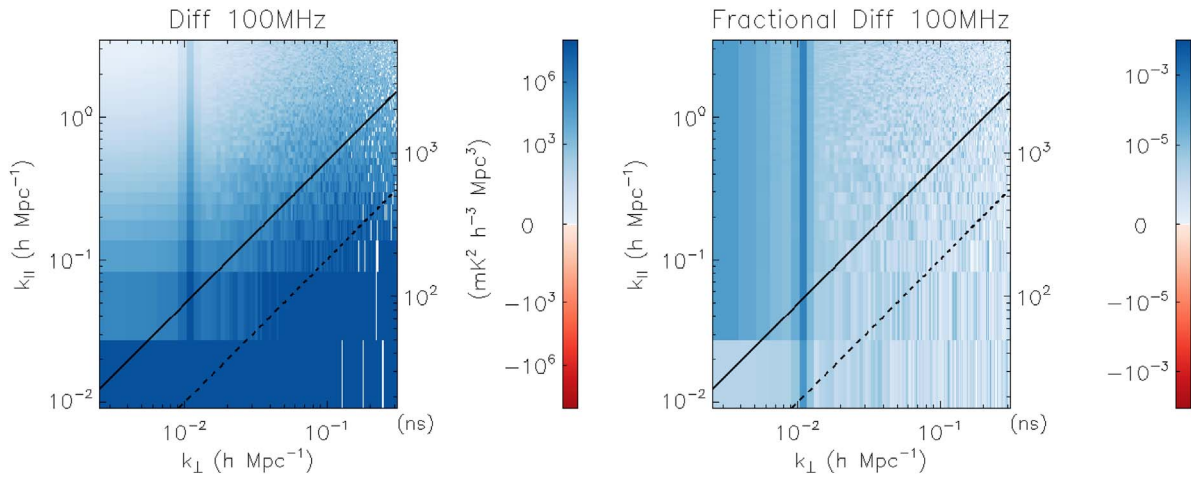 Diff 100MHz
k∥ (h Mpc⁻¹)
10⁰
10⁻¹
10⁻²
10⁻²
10⁻¹
k⊥ (h Mpc⁻¹)
10³
10²
(ns)
(mK² h⁻³ Mpc³)
10⁶
10³
0
−10³
−10⁶
Fractional Diff 100MHz
k∥ (h Mpc⁻¹)
10⁰
10⁻¹
10⁻²
10⁻²
10⁻¹
k⊥ (h Mpc⁻¹)
10³
10²
(ns)
10⁻³
10⁻⁵
0
−10⁻⁵
−10⁻³